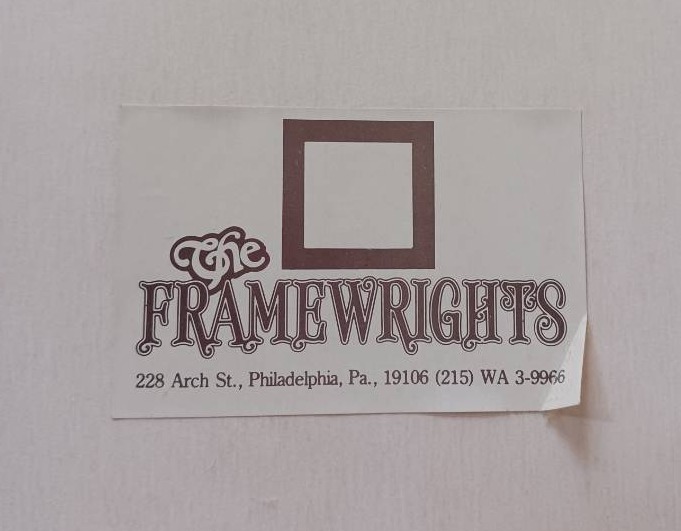 The
FRAMEWRIGHTS
228 Arch St., Philadelphia, Pa., 19106 (215) WA 3-9966